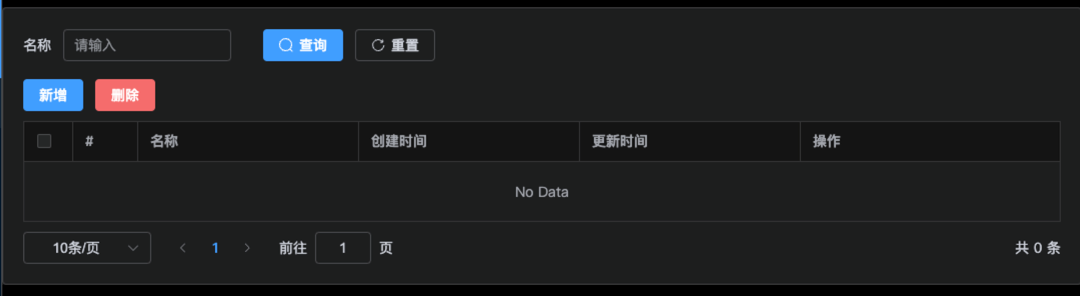 名称 请输入 查询 重置
新增 删除
# 名称 创建时间 更新时间 操作
No Data
10条/页 1 前往 1 页 共 0 条